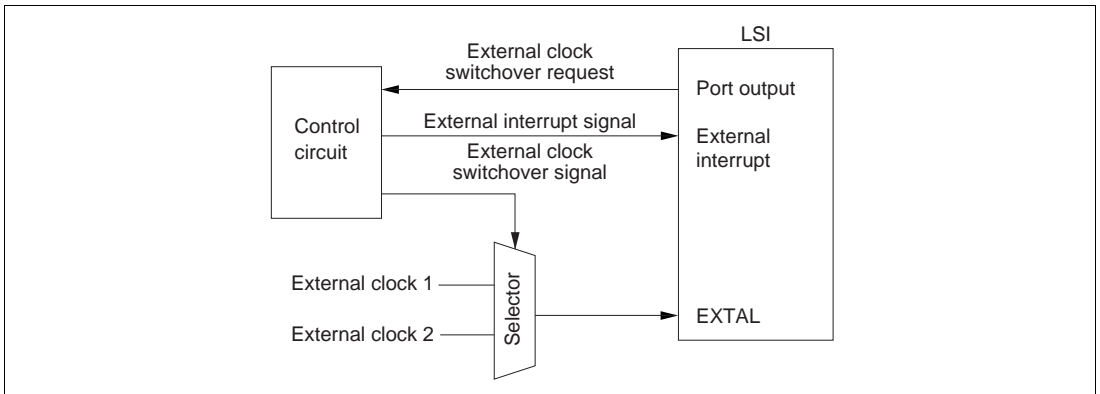 LSI
External clock
switchover request
Port output
Control
circuit
External interrupt signal
External
interrupt
External clock
switchover signal
External clock 1
External clock 2
Selector
EXTAL